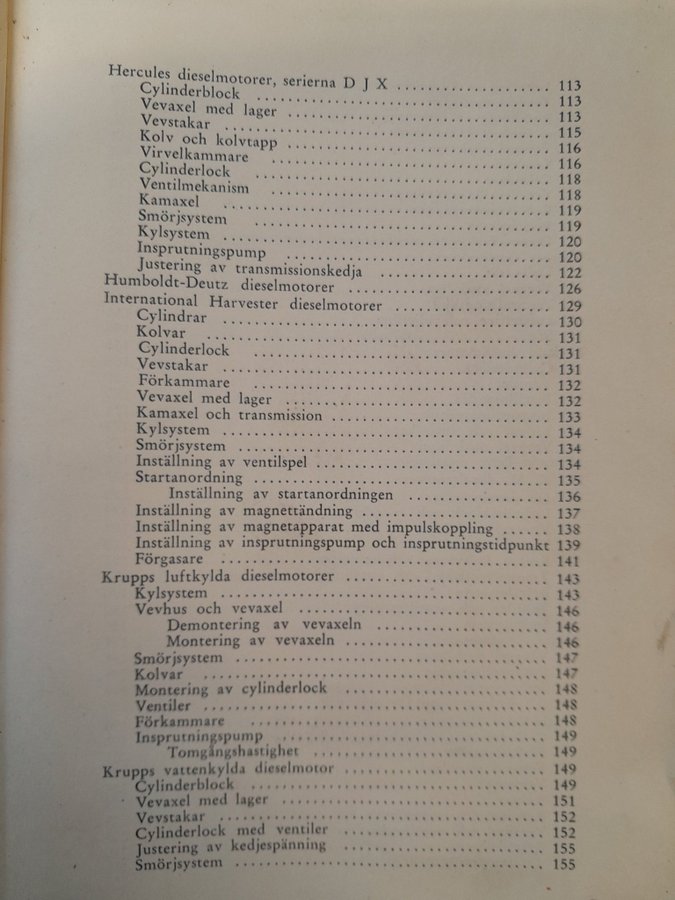 Hercules dieselmotorer, serierna D J X .................... 113
Cylinderblock .................... 113
Vevaxel med lager .................... 113
Vevstakar .................... 115
Kolv och kolvtapp .................... 116
Virvelkammare .................... 116
Cylinderlock .................... 118
Ventilmekanism .................... 118
Kamaxel .................... 119
Smörjsystem .................... 119
Kylsystem .................... 120
Insprutningspump .................... 120
Justering av transmissionskedja .................... 122
Humboldt-Deutz dieselmotorer .................... 126
International Harvester dieselmotorer .................... 129
Cylindrar .................... 130
Kolvar .................... 131
Cylinderlock .................... 131
Vevstakar .................... 131
Förkammare .................... 132
Vevaxel med lager .................... 132
Kamaxel och transmission .................... 133
Kylsystem .................... 134
Smörjsystem .................... 134
Inställning av ventilspel .................... 134
Startanordning .................... 135
Inställning av startanordningen .................... 136
Inställning av magnettändning .................... 137
Inställning av magnetapparat med impulskoppling ...... 138
Inställning av insprutningspump och insprutningstidpunkt 139
Förgasare .................... 141
Krupps luftkylda dieselmotorer .................... 143
Kylsystem .................... 143
Vevhus och vevaxel .................... 146
Demontering av vevaxeln .................... 146
Montering av vevaxeln .................... 146
Smörjsystem .................... 147
Kolvar .................... 147
Montering av cylinderlock .................... 148
Ventiler .................... 148
Förkammare .................... 148
Insprutningspump .................... 149
Tomgångshastighet .................... 149
Krupps vattenkylda dieselmotor .................... 149
Cylinderblock .................... 149
Vevaxel med lager .................... 151
Vevstakar .................... 152
Cylinderlock med ventiler .................... 152
Justering av kedjespänning .................... 155
Smörjsystem .................... 155